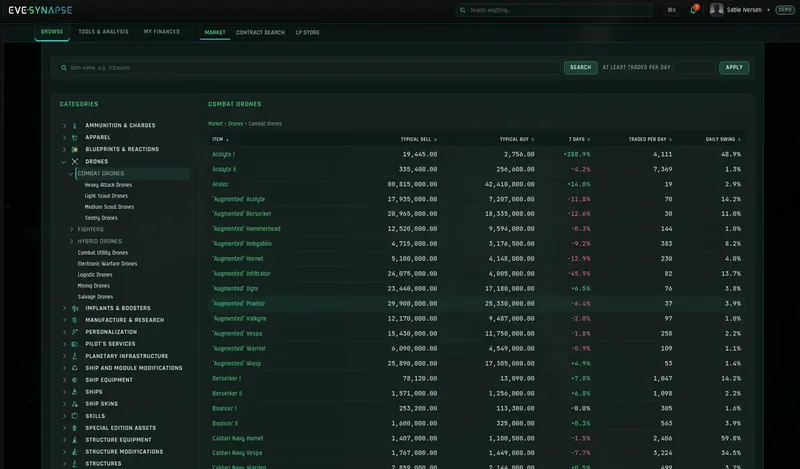 EVE SYNAPSE
Search anything...
⌘K
Sable Iversen
DEMO
BROWSE TOOLS & ANALYSIS MY FINANCES MARKET CONTRACT SEARCH LP STORE
Item name, e.g. Tritanium
SEARCH
AT LEAST TRADED PER DAY
APPLY
CATEGORIES
AMMUNITION & CHARGES
APPAREL
BLUEPRINTS & REACTIONS
DRONES
COMBAT DRONES
Heavy Attack Drones
Light Scout Drones
Medium Scout Drones
Sentry Drones
FIGHTERS
HYBRID DRONES
Combat Utility Drones
Electronic Warfare Drones
Logistic Drones
Mining Drones
Salvage Drones
IMPLANTS & BOOSTERS
MANUFACTURE & RESEARCH
PERSONALIZATION
PILOT'S SERVICES
PLANETARY INFRASTRUCTURE
SHIP AND MODULE MODIFICATIONS
SHIP EQUIPMENT
SHIPS
SHIP SKINS
SKILLS
SPECIAL EDITION ASSETS
STRUCTURE EQUIPMENT
STRUCTURE MODIFICATIONS
STRUCTURES
COMBAT DRONES
Market > Drones > Combat Drones
ITEM TYPICAL SELL TYPICAL BUY 7 DAYS TRADED PER DAY DAILY SWING
Acolyte I 19,445.00 2,756.00 +288.9% 4,111 48.9%
Acolyte II 335,400.00 256,600.00 -4.2% 7,369 1.3%
Aralez 80,815,000.00 42,410,000.00 +14.0% 19 2.9%
'Augmented' Acolyte 17,935,000.00 7,207,000.00 -11.8% 70 14.2%
'Augmented' Berserker 20,965,000.00 18,335,000.00 -12.6% 30 11.0%
'Augmented' Hammerhead 12,520,000.00 9,594,000.00 -0.3% 144 1.0%
'Augmented' Hobgoblin 4,715,000.00 3,176,500.00 -9.2% 383 8.2%
'Augmented' Hornet 5,100,000.00 4,148,000.00 -12.9% 230 4.0%
'Augmented' Infiltrator 24,075,000.00 4,005,000.00 -45.9% 82 13.7%
'Augmented' Ogre 23,440,000.00 17,180,000.00 +6.5% 76 3.8%
'Augmented' Praetor 29,900,000.00 25,330,000.00 -6.4% 37 3.9%
'Augmented' Valkyrie 12,170,000.00 9,487,000.00 -2.0% 97 1.0%
'Augmented' Vespa 15,430,000.00 11,750,000.00 -1.8% 258 2.2%
'Augmented' Warrior 6,090,000.00 4,549,000.00 -0.9% 109 1.1%
'Augmented' Wasp 25,890,000.00 17,305,000.00 +4.9% 53 1.4%
Berserker I 78,120.00 13,090.00 +7.8% 1,047 14.2%
Berserker II 1,571,000.00 1,256,000.00 +6.8% 1,098 2.2%
Bouncer I 253,200.00 113,300.00 -0.0% 305 1.6%
Bouncer II 1,600,000.00 325,000.00 +0.3% 563 3.9%
Caldari Navy Hornet 1,407,000.00 1,100,500.00 -1.5% 2,406 59.8%
Caldari Navy Vespa 1,767,000.00 1,449,000.00 -7.7% 3,224 34.5%
Caldari Navy Warden